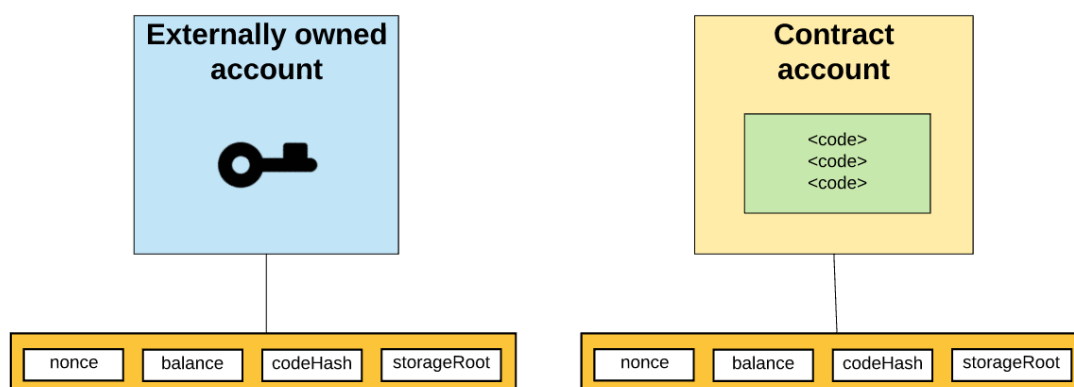 Externally owned
account
Contract
account
<code>
<code>
<code>
nonce
balance
codeHash
storageRoot
nonce
balance
codeHash
storageRoot